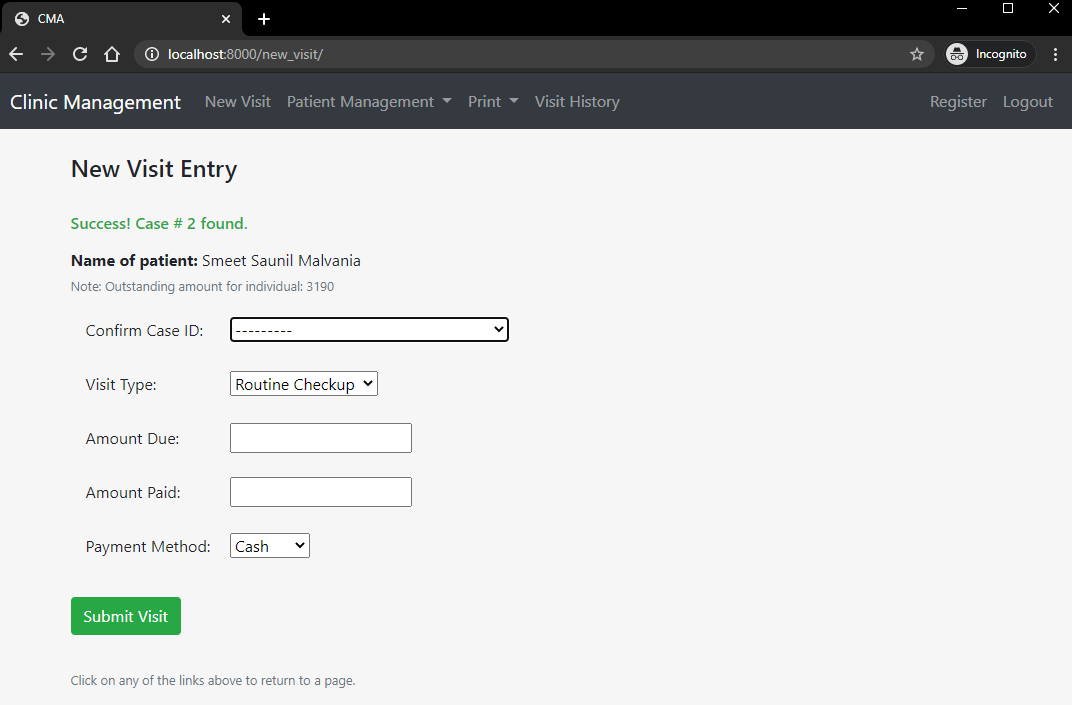 CMA
localhost:8000/new_visit/
Incognito
Clinic Management New Visit Patient Management Print Visit History Register Logout
New Visit Entry
Success! Case # 2 found.
Name of patient: Smeet Saunil Malvania
Note: Outstanding amount for individual: 3190
Confirm Case ID: ---------
Visit Type: Routine Checkup
Amount Due:
Amount Paid:
Payment Method: Cash
Submit Visit
Click on any of the links above to return to a page.